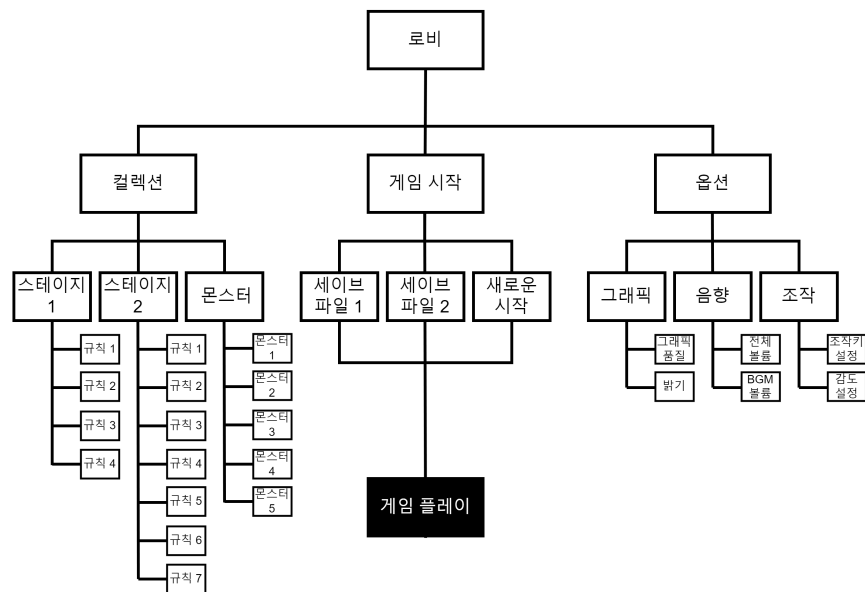 로비
컬렉션
게임 시작
옵션
스테이지
1
스테이지
2
몬스터
세이브
파일 1
세이브
파일 2
새로운
시작
그래픽
음향
조작
규칙 1
규칙 2
규칙 3
규칙 4
규칙 1
규칙 2
규칙 3
규칙 4
규칙 5
규칙 6
규칙 7
몬스터
1
몬스터
2
몬스터
3
몬스터
4
몬스터
5
그래픽
품질
밝기
전체
볼륨
BGM
볼륨
조작키
설정
감도
설정
게임 플레이